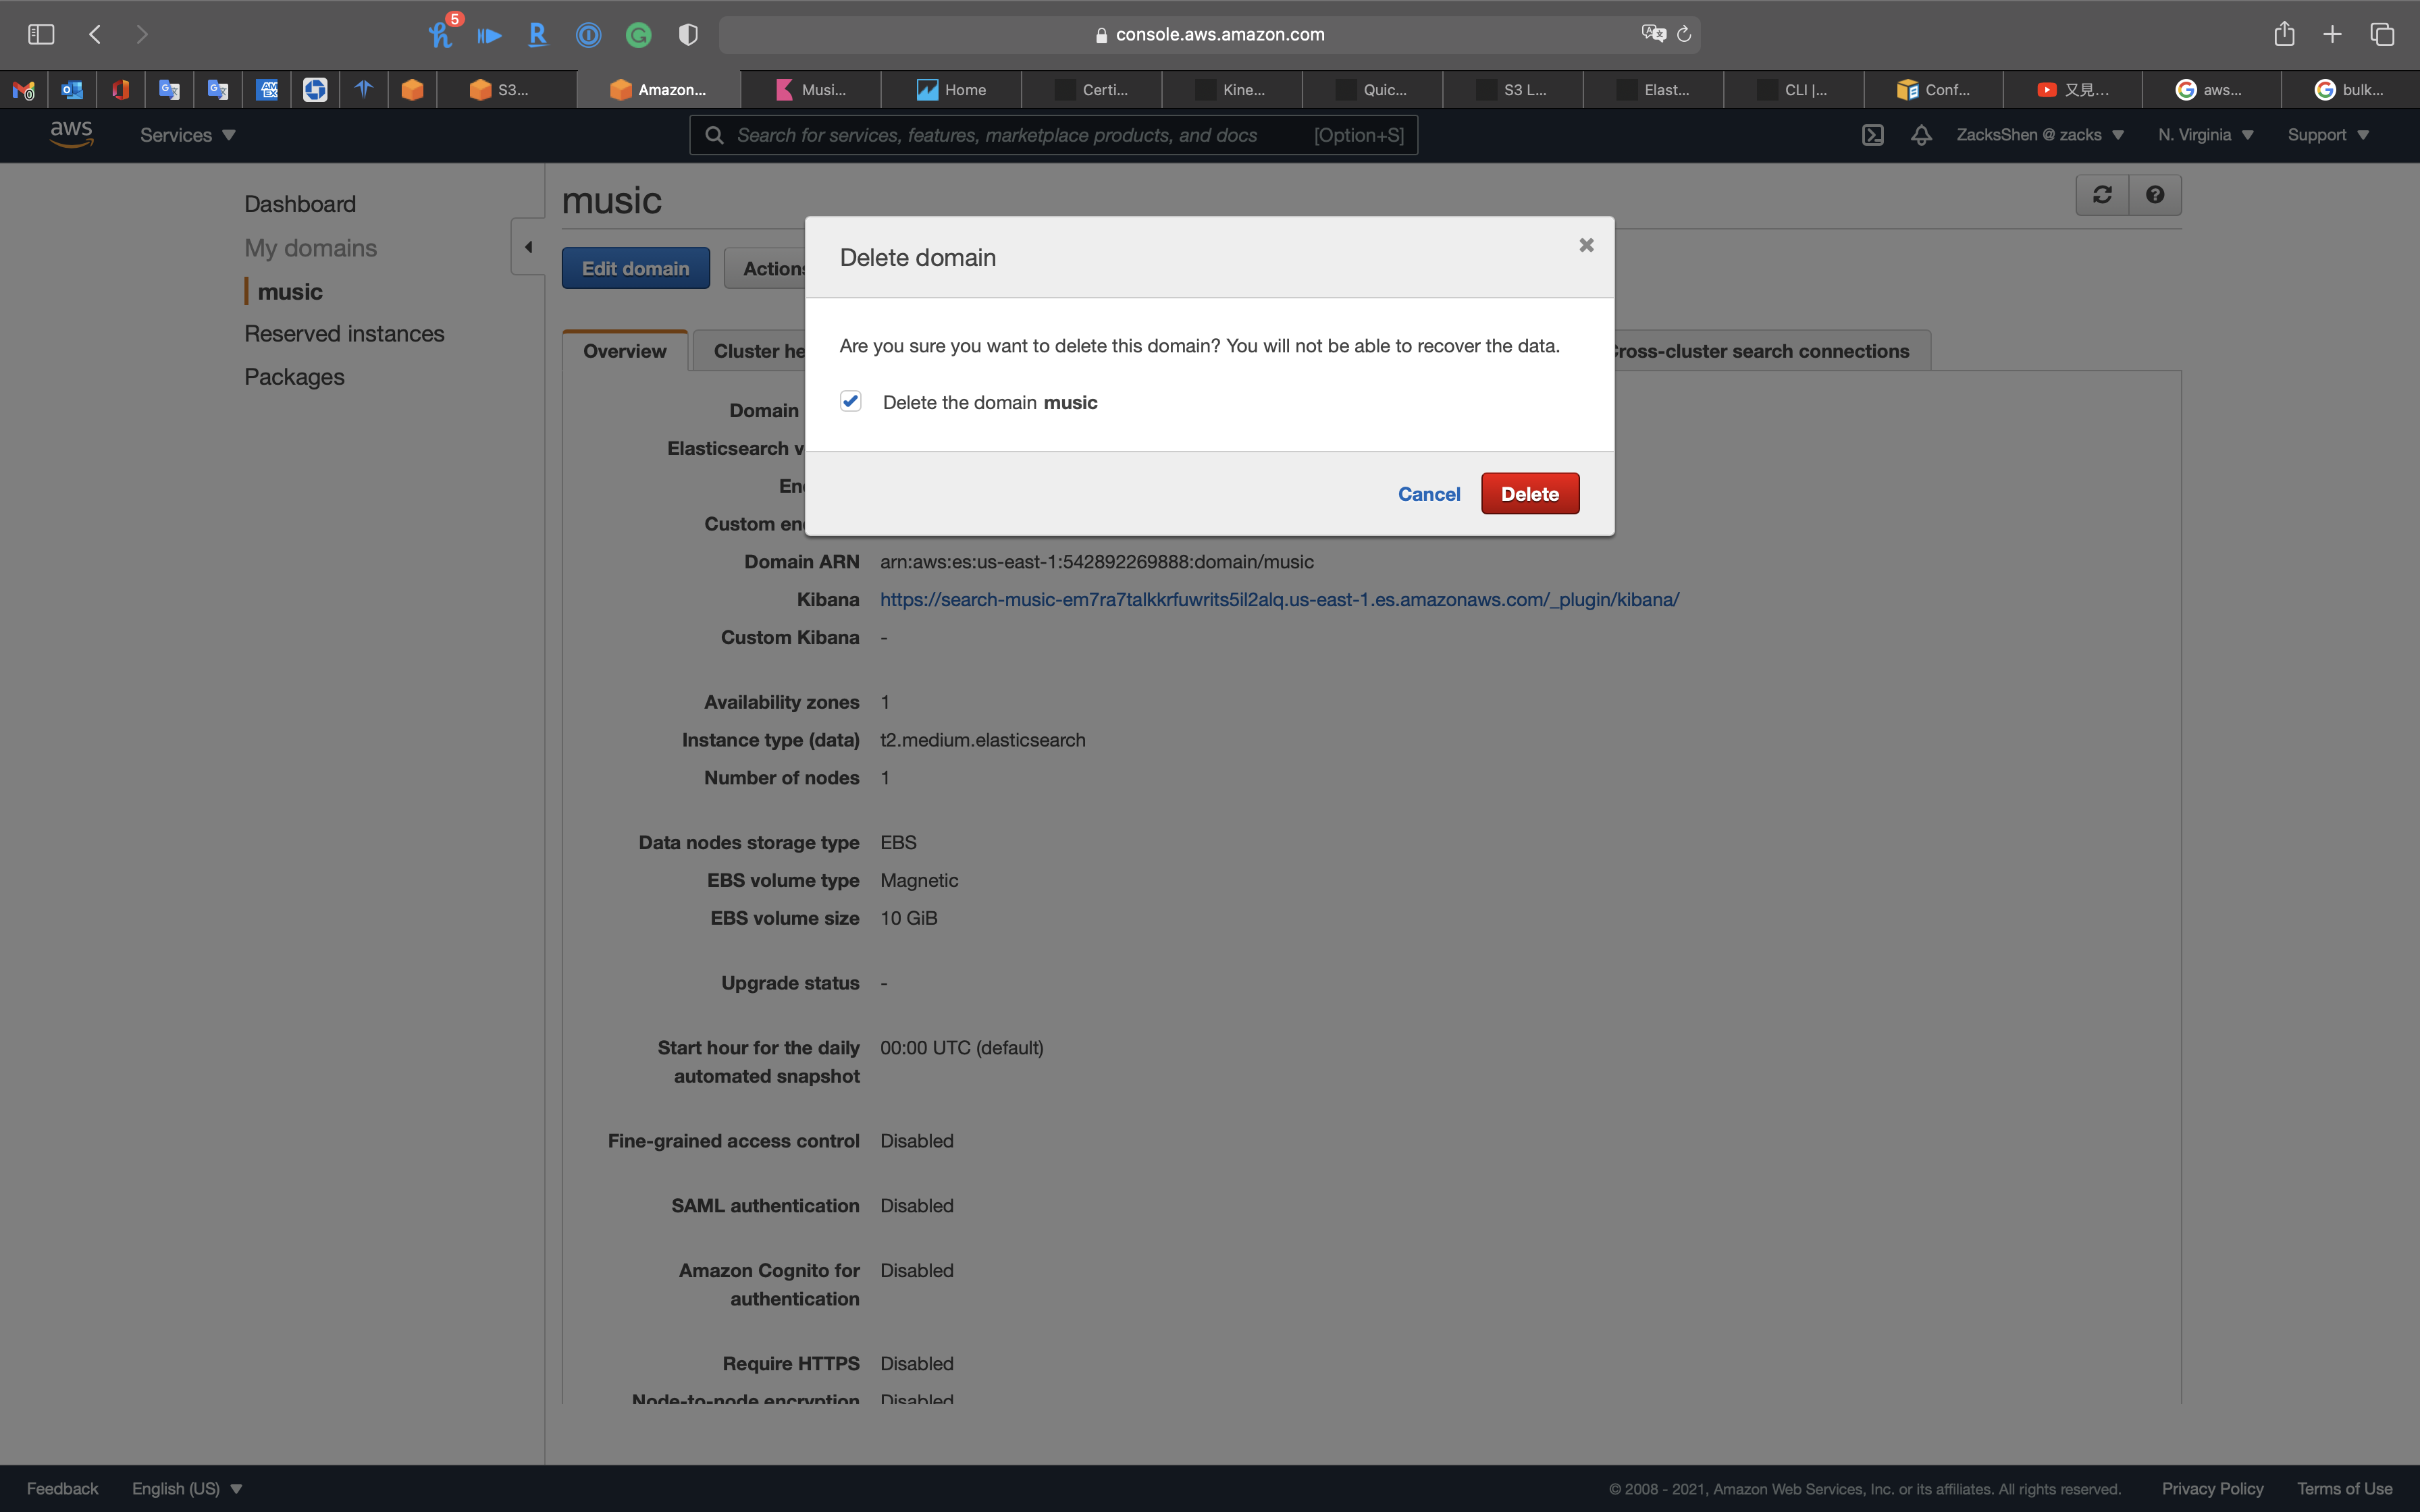 5
console.aws.amazon.com
S3...
Amazon...
Musi...
Home
Certi...
Kine...
Quic...
S3 L...
Elast...
CLI |...
Conf...
又見...
aws...
bulk...
aws
Services
Search for services, features, marketplace products, and docs
[Option+S]
ZacksShen @ zacks
N. Virginia
Support
Dashboard
My domains
music
Reserved instances
Packages
music
Edit domain
Actions
Overview
Cluster he
Cross-cluster search connections
Delete domain
Are you sure you want to delete this domain? You will not be able to recover the data.
Delete the domain music
Cancel
Delete
Domain
Elasticsearch v
En
Custom en
Domain ARN arn:aws:es:us-east-1:542892269888:domain/music
Kibana https://search-music-em7ra7talkkrfuwrits5il2alq.us-east-1.es.amazonaws.com/_plugin/kibana/
Custom Kibana -
Availability zones 1
Instance type (data) t2.medium.elasticsearch
Number of nodes 1
Data nodes storage type EBS
EBS volume type Magnetic
EBS volume size 10 GiB
Upgrade status -
Start hour for the daily 00:00 UTC (default)
automated snapshot
Fine-grained access control Disabled
SAML authentication Disabled
Amazon Cognito for Disabled
authentication
Require HTTPS Disabled
Node-to-node encryption Disabled
Feedback
English (US)
© 2008 - 2021, Amazon Web Services, Inc. or its affiliates. All rights reserved.
Privacy Policy
Terms of Use